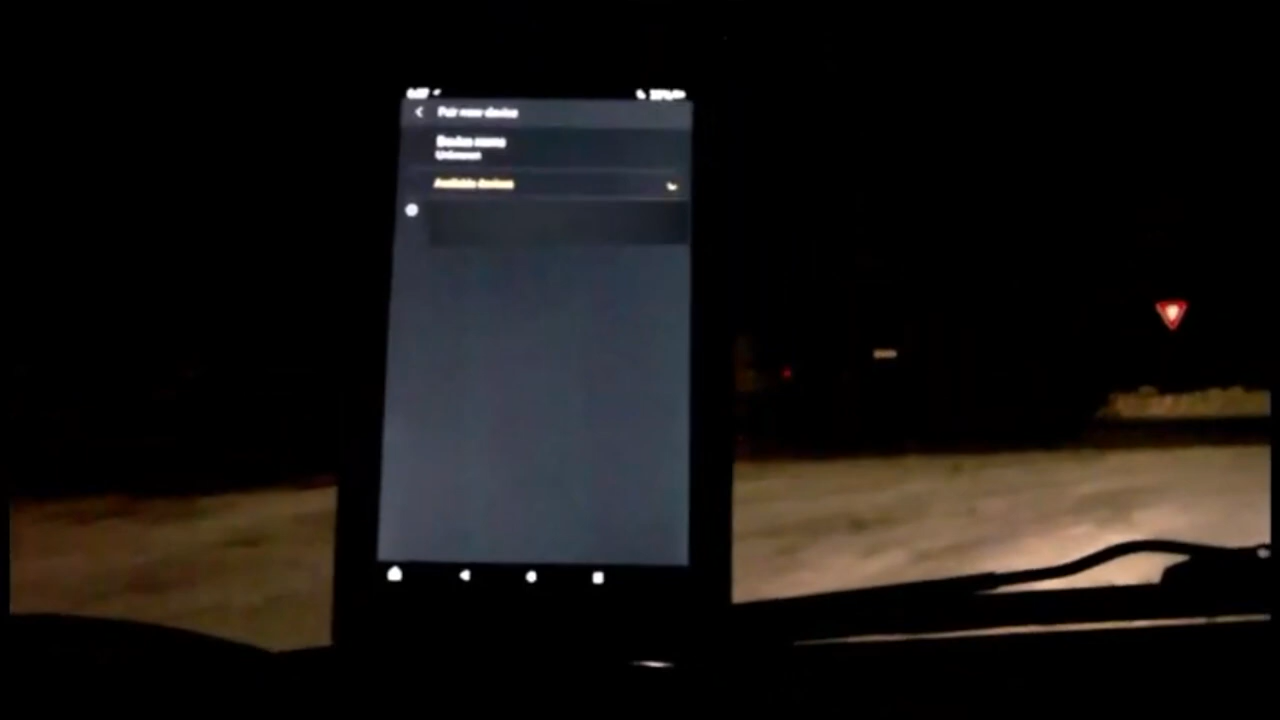 Pair new device
Device name
Unknown
Available devices